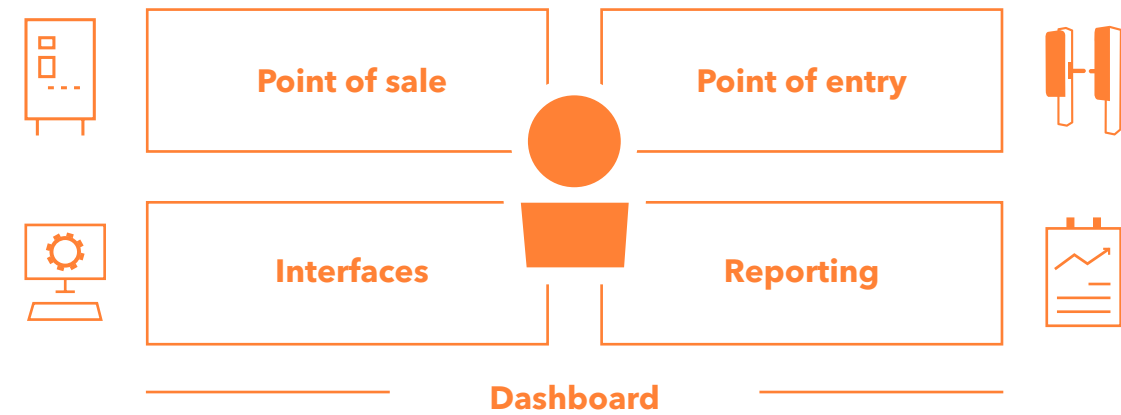 Point of sale
Point of entry
Interfaces
Reporting
Dashboard